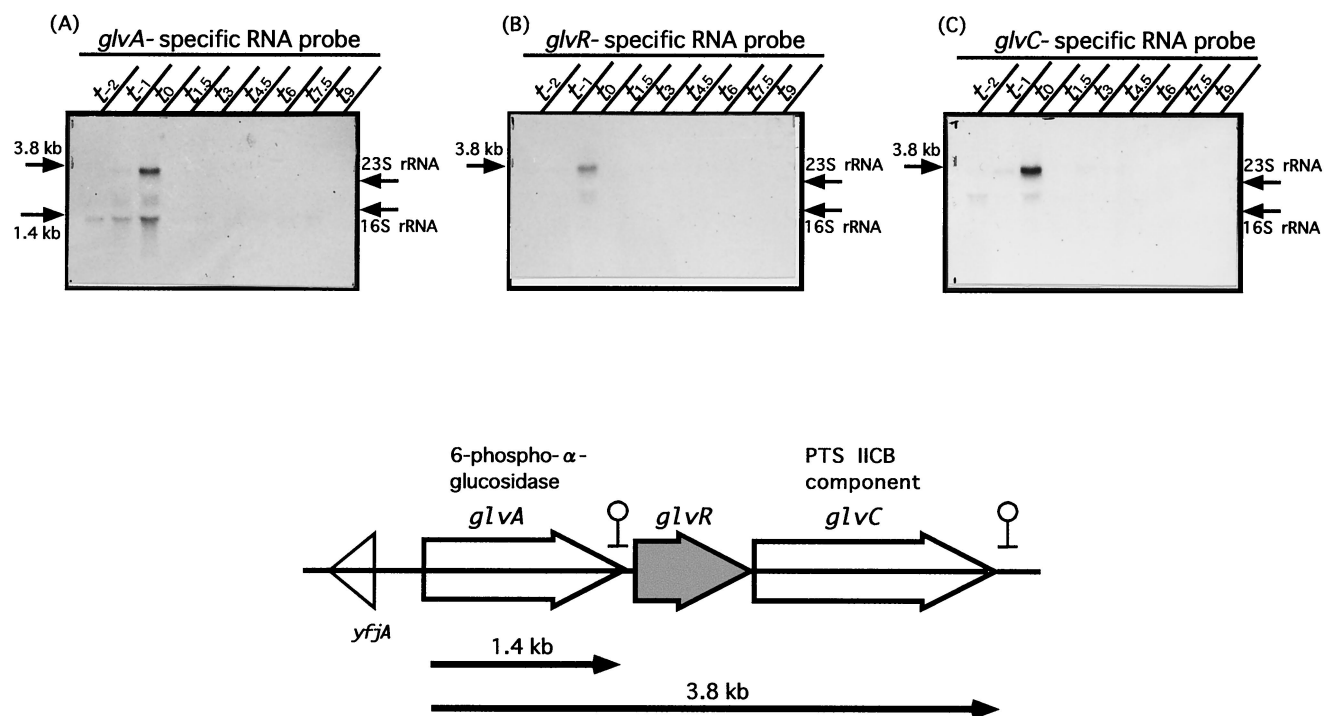 (A)
glvA- specific RNA probe
t-2 t-1 t0 t1.5 t3 t4.5 t6 t7.5 t9
3.8 kb
1.4 kb
23S rRNA
16S rRNA
(B)
glvR- specific RNA probe
t-2 t-1 t0 t1.5 t3 t4.5 t6 t7.5 t9
3.8 kb
23S rRNA
16S rRNA
(C)
glvC- specific RNA probe
t-2 t-1 t0 t1.5 t3 t4.5 t6 t7.5 t9
3.8 kb
23S rRNA
16S rRNA
6-phospho-α-
glucosidase
PTS IICB
component
glvA glvR glvC
yfjA
1.4 kb
3.8 kb